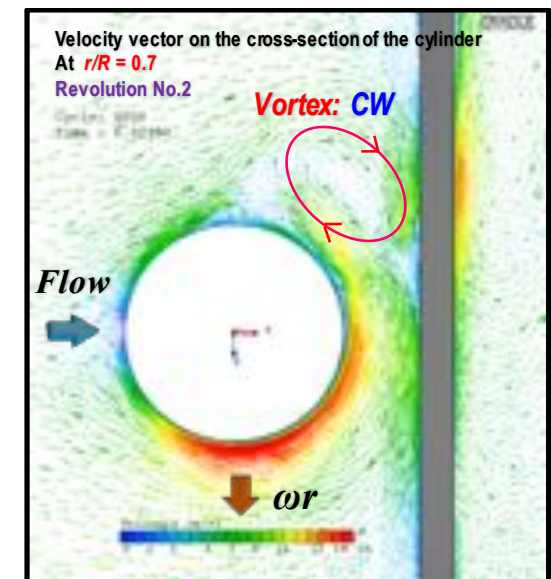 Velocity vector on the cross-section of the cylinder
At r/R = 0.7
Revolution No.2
Vortex: CW
Flow
ωr